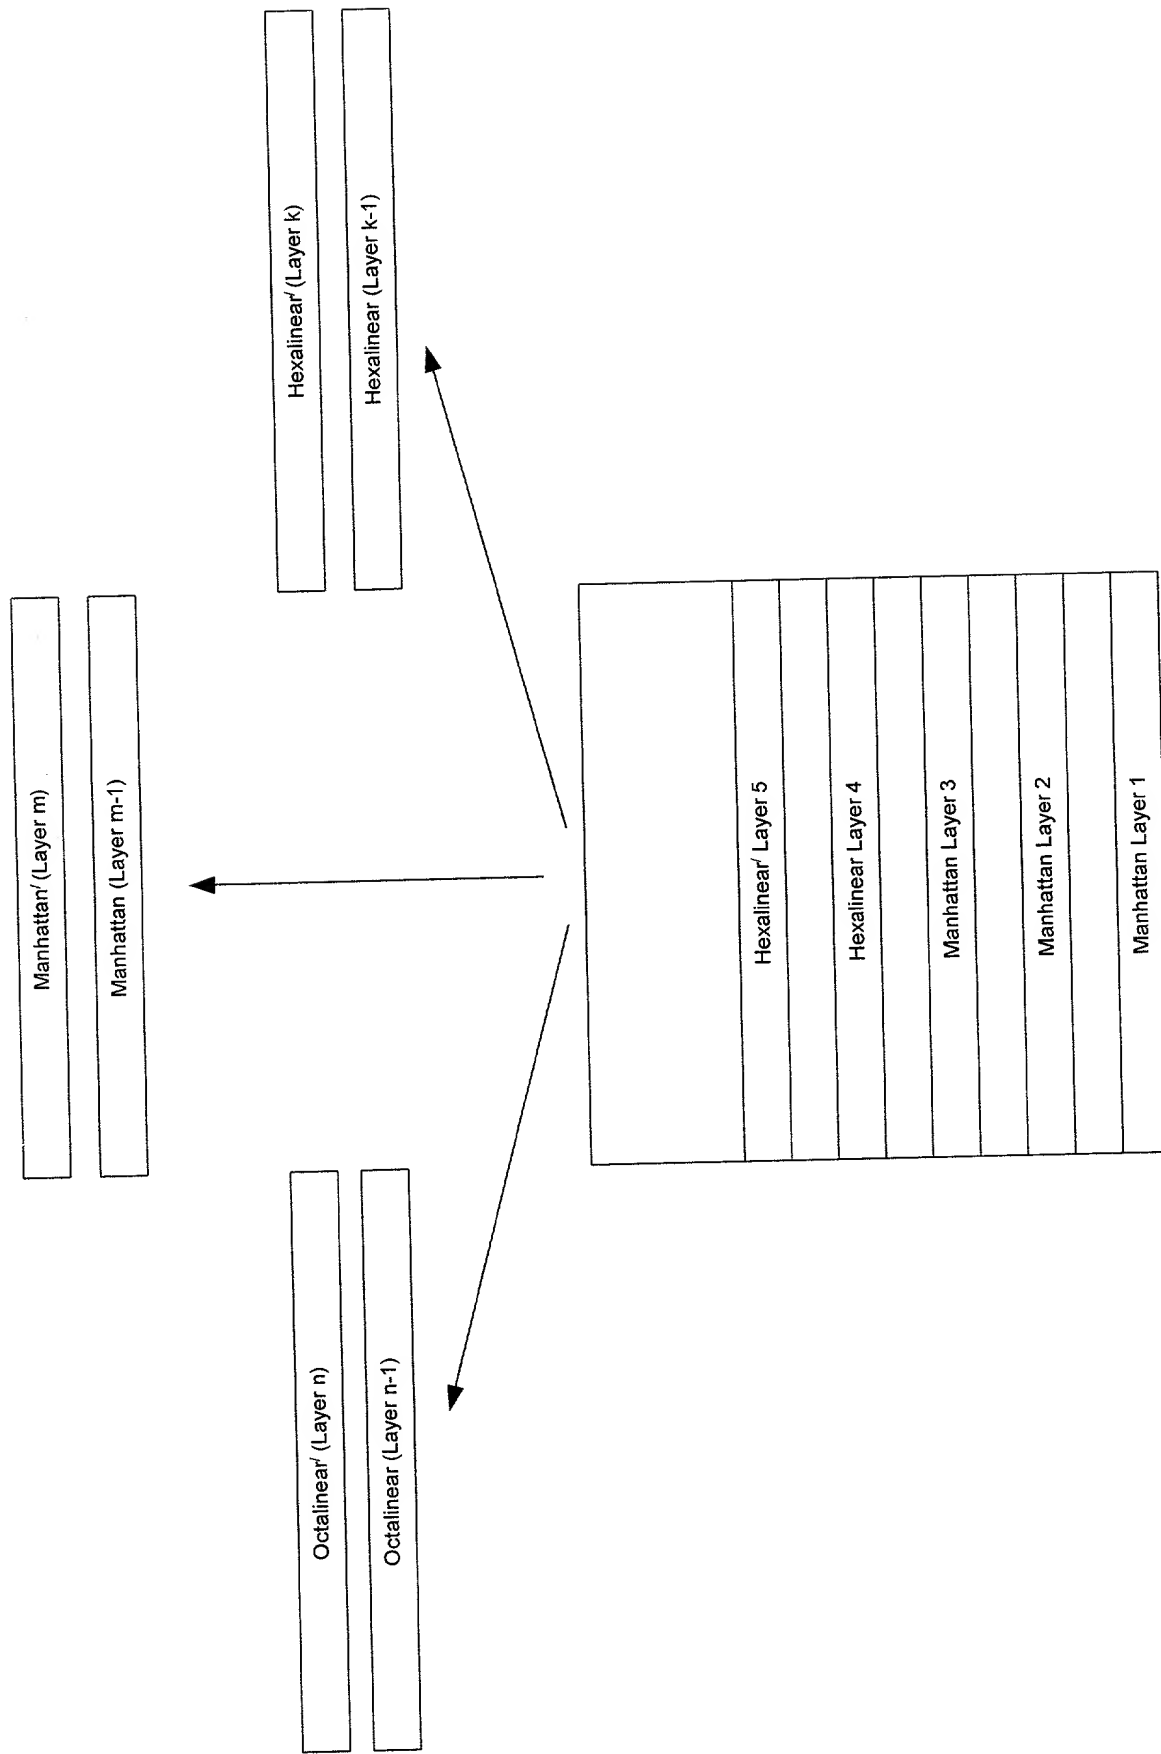 Manhattan′ (Layer m)
Manhattan (Layer m-1)
Octalinear′ (Layer n)
Octalinear (Layer n-1)
Hexalinear′ (Layer k)
Hexalinear (Layer k-1)
Hexalinear′ Layer 5
Hexalinear Layer 4
Manhattan Layer 3
Manhattan Layer 2
Manhattan Layer 1